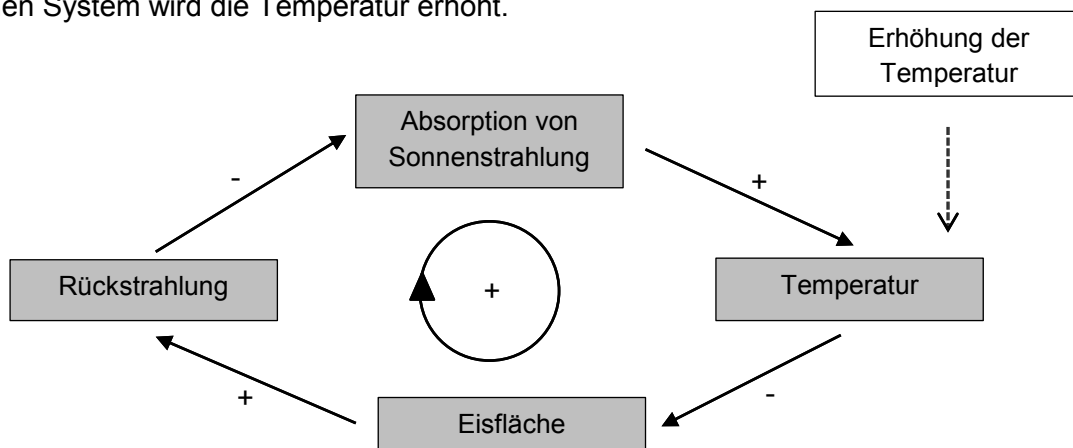 en System wird die Temperatur erhöht.
Erhöhung der
Temperatur
Absorption von
Sonnenstrahlung
-
+
Rückstrahlung
+
Temperatur
+
-
Eisfläche